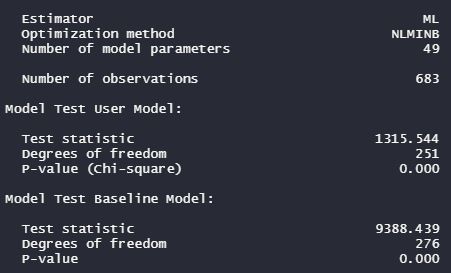 Estimator ML
Optimization method NLMINB
Number of model parameters 49
Number of observations 683
Model Test User Model:
Test statistic 1315.544
Degrees of freedom 251
P-value (Chi-square) 0.000
Model Test Baseline Model:
Test statistic 9388.439
Degrees of freedom 276
P-value 0.000